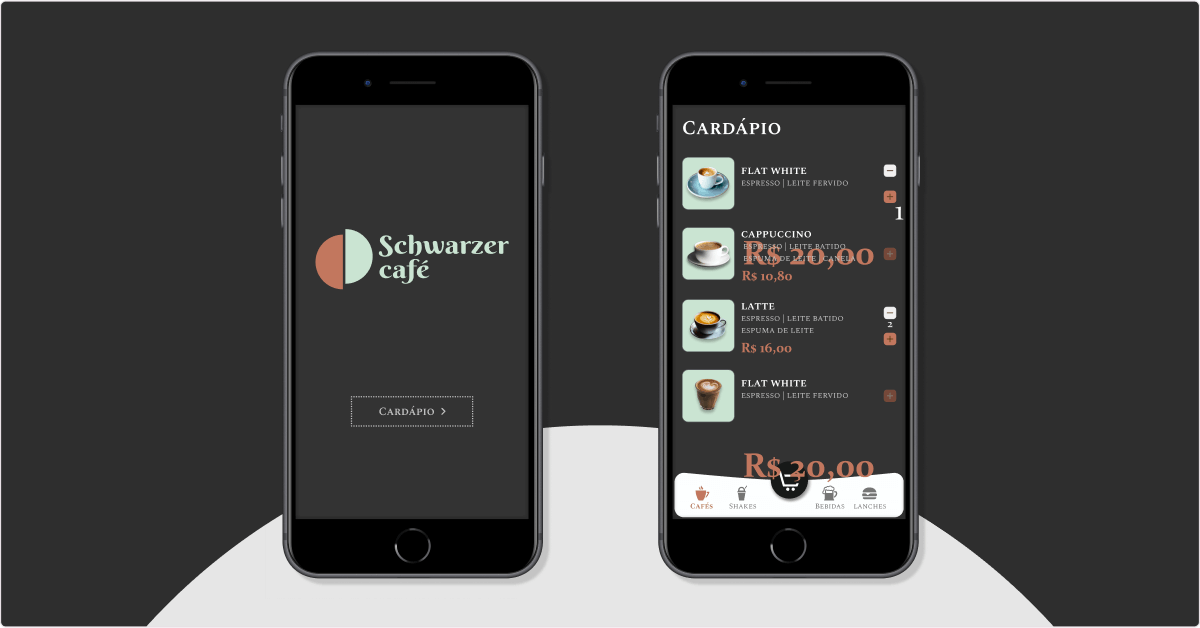 Schwarzer
café
Cardápio
Cardápio
FLAT WHITE
ESPRESSO | LEITE FERVIDO
1
CAPPUCCINO
ESPRESSO | LEITE BATIDO
ESPUMA DE LEITE | CANELA
R$ 20,00
R$ 10,80
LATTE
ESPRESSO | LEITE BATIDO
ESPUMA DE LEITE
2
R$ 16,00
FLAT WHITE
ESPRESSO | LEITE FERVIDO
R$ 20,00
Cafés Shakes Bebidas Lanches